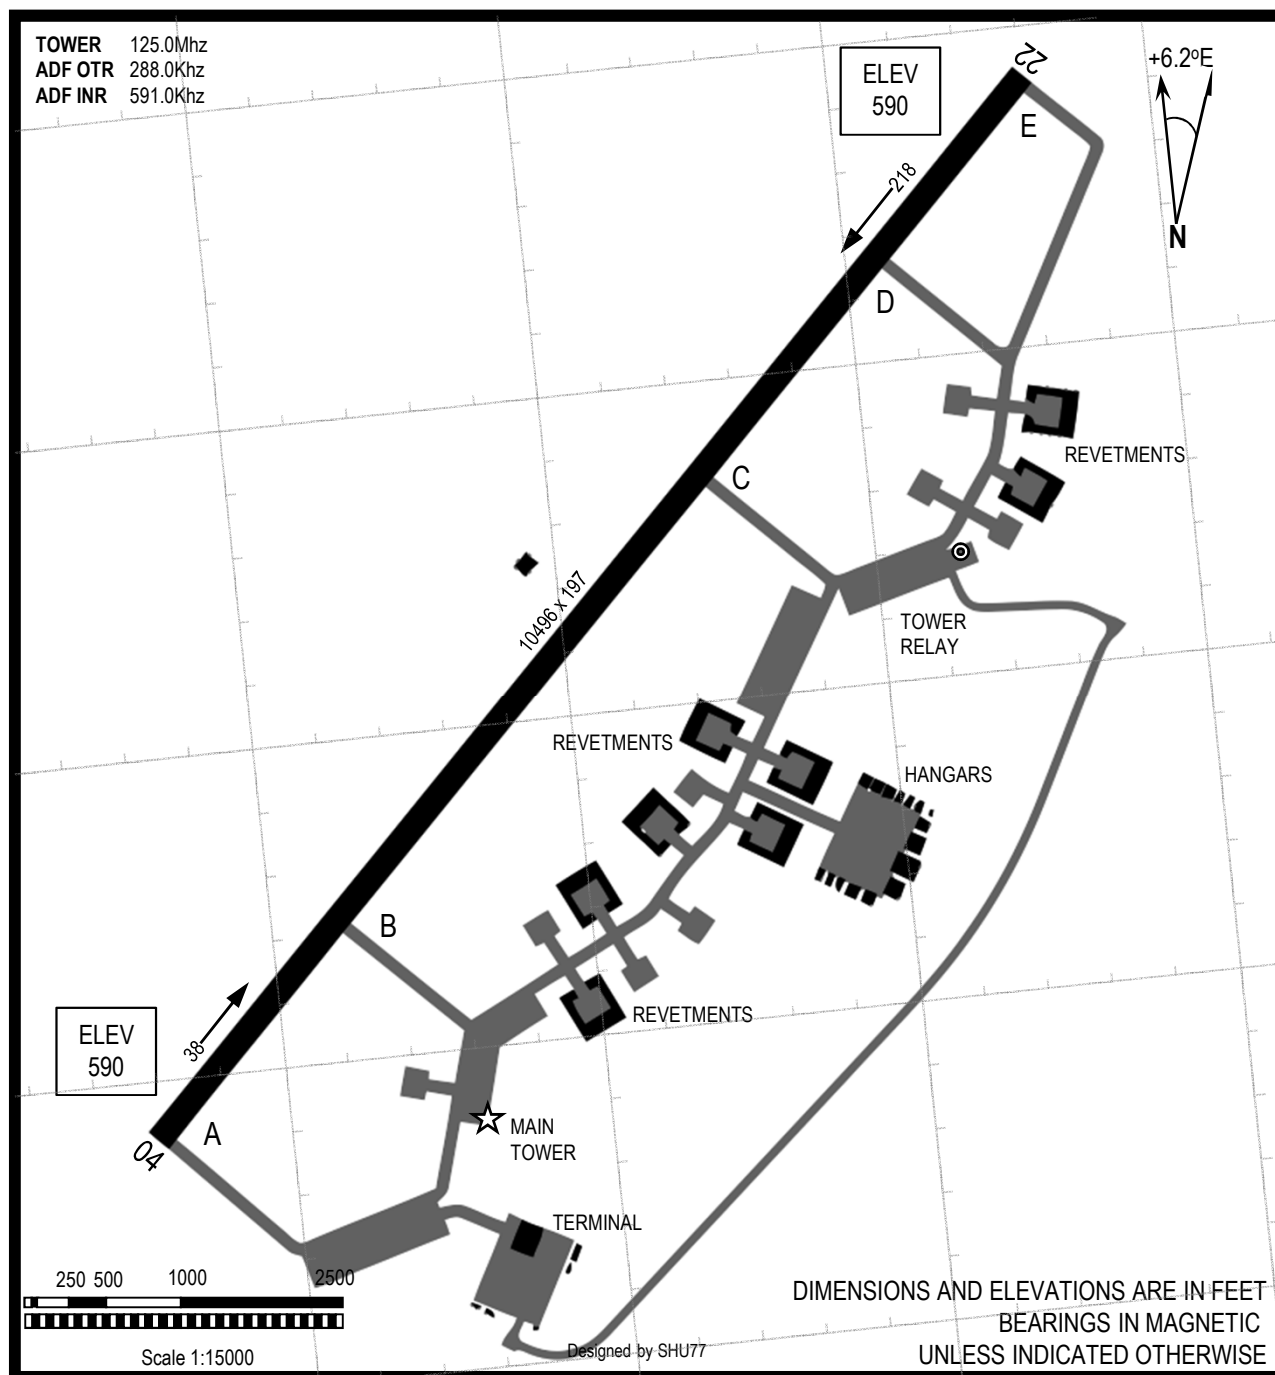 TOWER 125.0Mhz
ADF OTR 288.0Khz
ADF INR 591.0Khz
ELEV
590
22
+6.2ºE
N
E
218
D
REVETMENTS
C
TOWER
RELAY
10496 x 197
REVETMENTS
HANGARS
B
REVETMENTS
ELEV
590
38
A
04
MAIN
TOWER
TERMINAL
250 500 1000 2500
Scale 1:15000
Designed by SHU77
DIMENSIONS AND ELEVATIONS ARE IN FEET
BEARINGS IN MAGNETIC
UNLESS INDICATED OTHERWISE